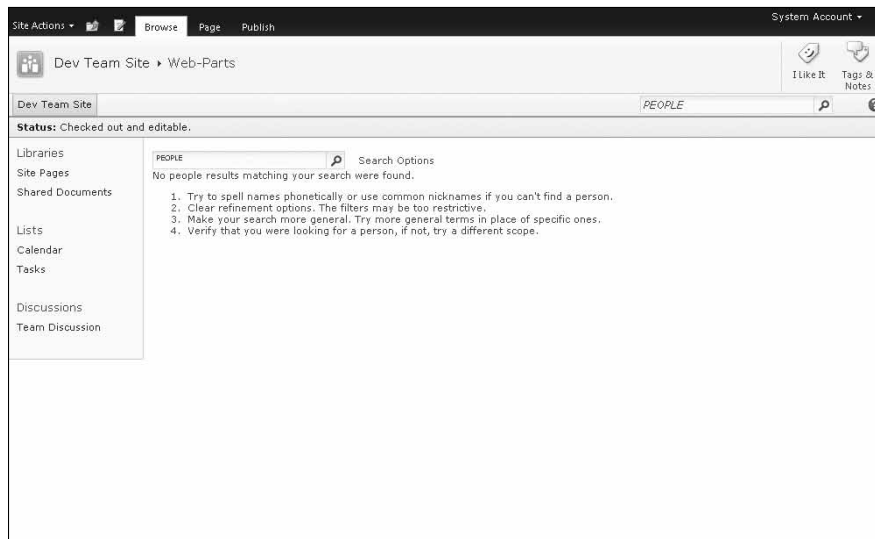 Site Actions Browse Page Publish System Account
Dev Team Site Web-Parts
I Like It Tags & Notes
Dev Team Site PEOPLE
Status: Checked out and editable.
Libraries
Site Pages
Shared Documents
Lists
Calendar
Tasks
Discussions
Team Discussion
PEOPLE Search Options
No people results matching your search were found.
1. Try to spell names phonetically or use common nicknames if you can't find a person.
2. Clear refinement options. The filters may be too restrictive.
3. Make your search more general. Try more general terms in place of specific ones.
4. Verify that you were looking for a person, if not, try a different scope.